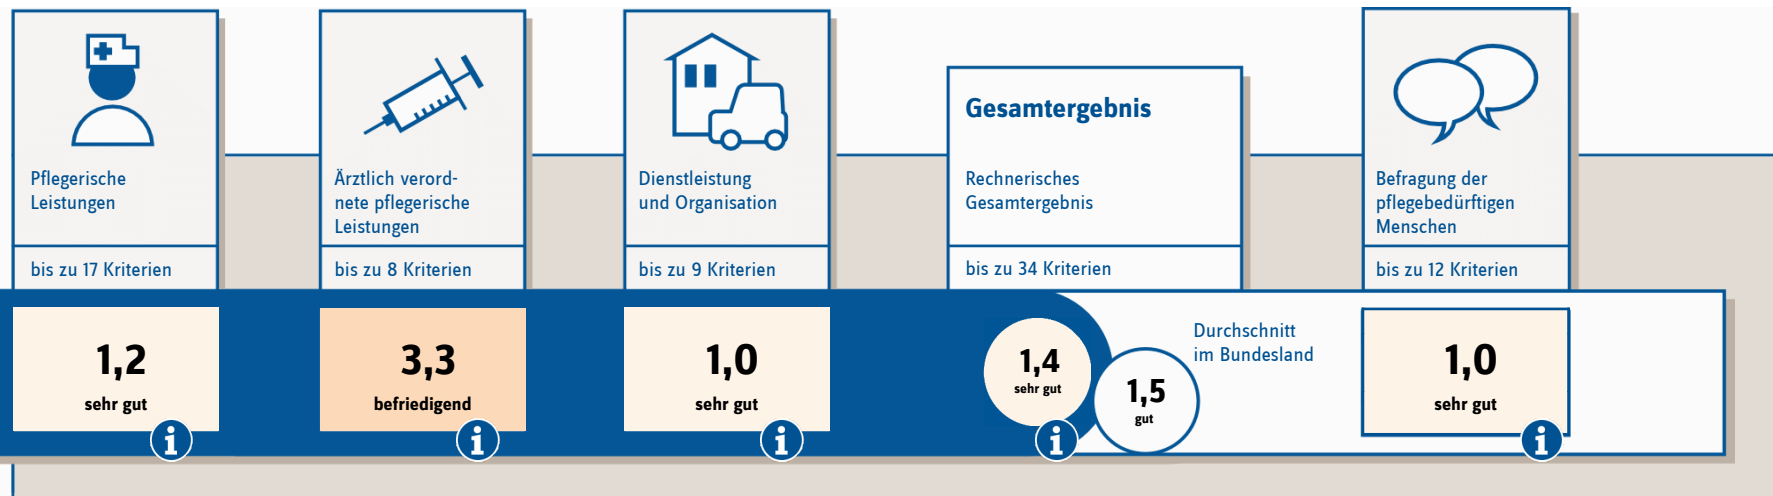 Pflegerische
Leistungen
bis zu 17 Kriterien
1,2
sehr gut
Ärztlich verord-
nete pflegerische
Leistungen
bis zu 8 Kriterien
3,3
befriedigend
Dienstleistung
und Organisation
bis zu 9 Kriterien
1,0
sehr gut
Gesamtergebnis
Rechnerisches
Gesamtergebnis
bis zu 34 Kriterien
1,4
sehr gut
1,5
gut
Durchschnitt
im Bundesland
Befragung der
pflegebedürftigen
Menschen
bis zu 12 Kriterien
1,0
sehr gut